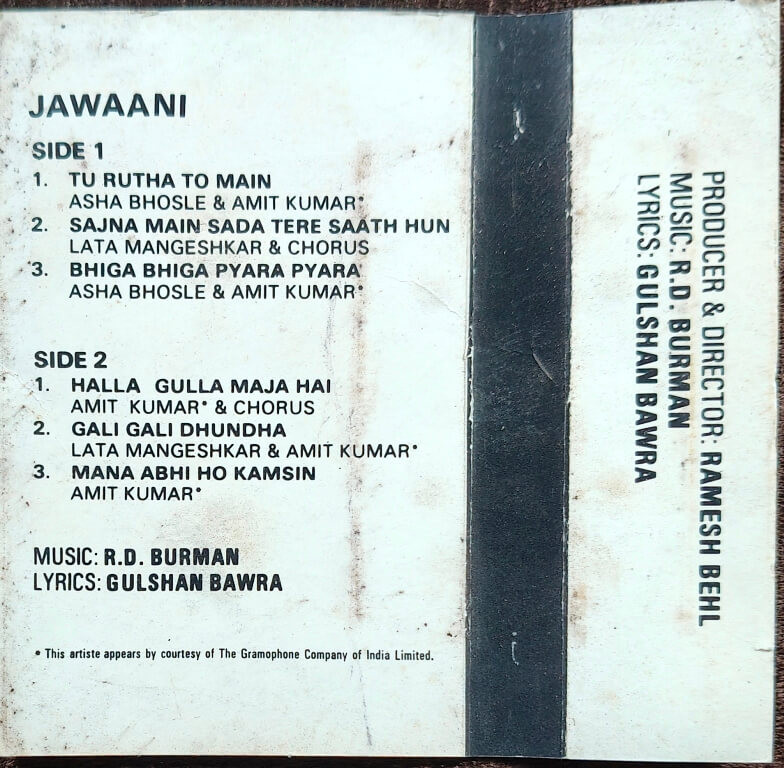 JAWAANI
SIDE 1
1. TU RUTHA TO MAIN
ASHA BHOSLE & AMIT KUMAR*
2. SAJNA MAIN SADA TERE SAATH HUN
LATA MANGESHKAR & CHORUS
3. BHIGA BHIGA PYARA PYARA
ASHA BHOSLE & AMIT KUMAR*
SIDE 2
1. HALLA GULLA MAJA HAI
AMIT KUMAR* & CHORUS
2. GALI GALI DHUNDHA
LATA MANGESHKAR & AMIT KUMAR*
3. MANA ABHI HO KAMSIN
AMIT KUMAR*
MUSIC: R.D. BURMAN
LYRICS: GULSHAN BAWRA
* This artiste appears by courtesy of The Gramophone Company of India Limited.
PRODUCER & DIRECTOR: RAMESH BEHL
MUSIC: R.D. BURMAN
LYRICS: GULSHAN BAWRA